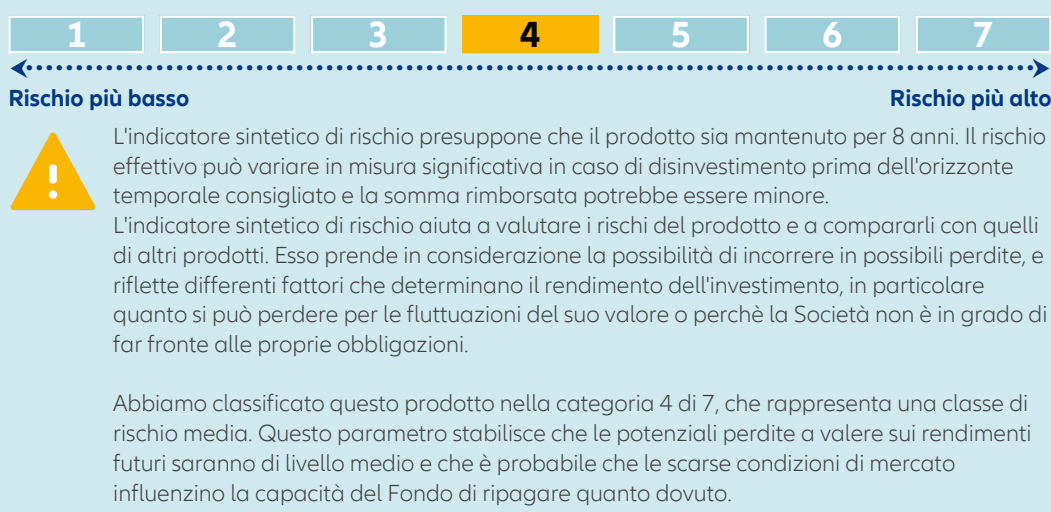 1 2 3 4 5 6 7
Rischio più basso Rischio più alto
L'indicatore sintetico di rischio presuppone che il prodotto sia mantenuto per 8 anni. Il rischio
effettivo può variare in misura significativa in caso di disinvestimento prima dell'orizzonte
temporale consigliato e la somma rimborsata potrebbe essere minore.
L'indicatore sintetico di rischio aiuta a valutare i rischi del prodotto e a compararli con quelli
di altri prodotti. Esso prende in considerazione la possibilità di incorrere in possibili perdite, e
riflette differenti fattori che determinano il rendimento dell'investimento, in particolare
quanto si può perdere per le fluttuazioni del suo valore o perchè la Società non è in grado di
far fronte alle proprie obbligazioni.
Abbiamo classificato questo prodotto nella categoria 4 di 7, che rappresenta una classe di
rischio media. Questo parametro stabilisce che le potenziali perdite a valere sui rendimenti
futuri saranno di livello medio e che è probabile che le scarse condizioni di mercato
influenzino la capacità del Fondo di ripagare quanto dovuto.